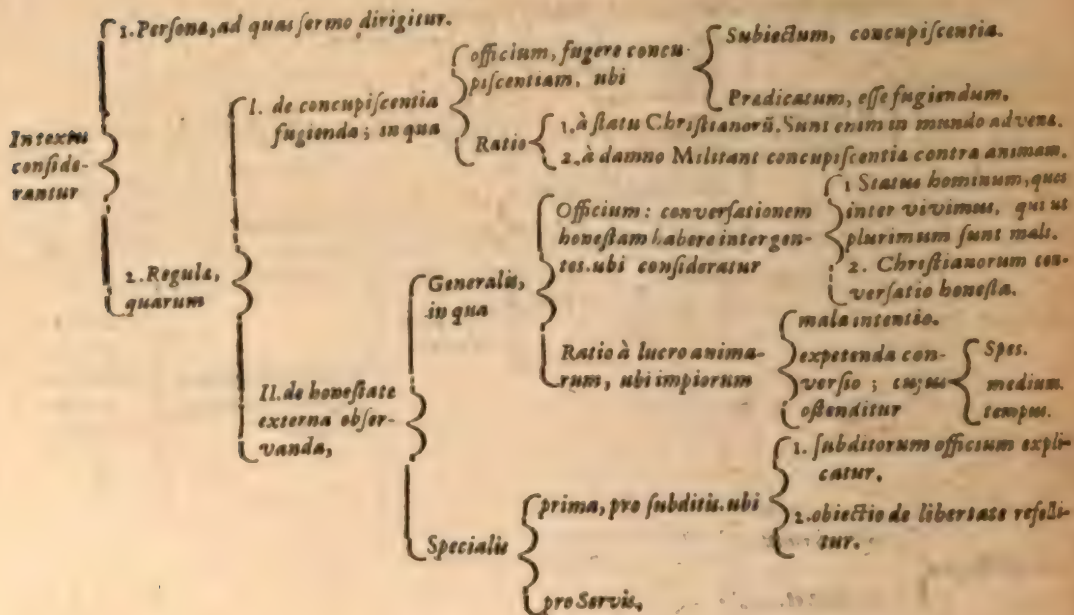 1. Persona, ad quas sermo dirigitur.
In textu
conside-
rantur
2. Regula,
quarum
I. de concupiscentia
fugienda; in qua
officium, fugere concu-
piscentiam, ubi
Subiectum, concupiscentia.
Predicatum, esse fugiendum.
Ratio
1. à statu Christianorũ. Sunt enim in mundo advena.
2. à damno Militant concupiscentia contra animam.
II. de honestate
externa obser-
vanda,
Generalis,
in qua
Officium: conversationem
honestam habere inter gen-
tes. ubi consideratur
1 Status hominum, quos
inter vivimus, qui ut
plurimum sunt mali.
2. Christianorum con-
versatio honesta.
Ratio à lucro anima-
rum, ubi impiorum
mala intentio.
expetenda con-
versio; cujus
ostenditur
Spes.
medium.
tempus.
Specialis
prima, pro subditis. ubi
1. subditorum officium expli-
catur.
2. obiectio de libertate refelli-
tur.
pro Servis,